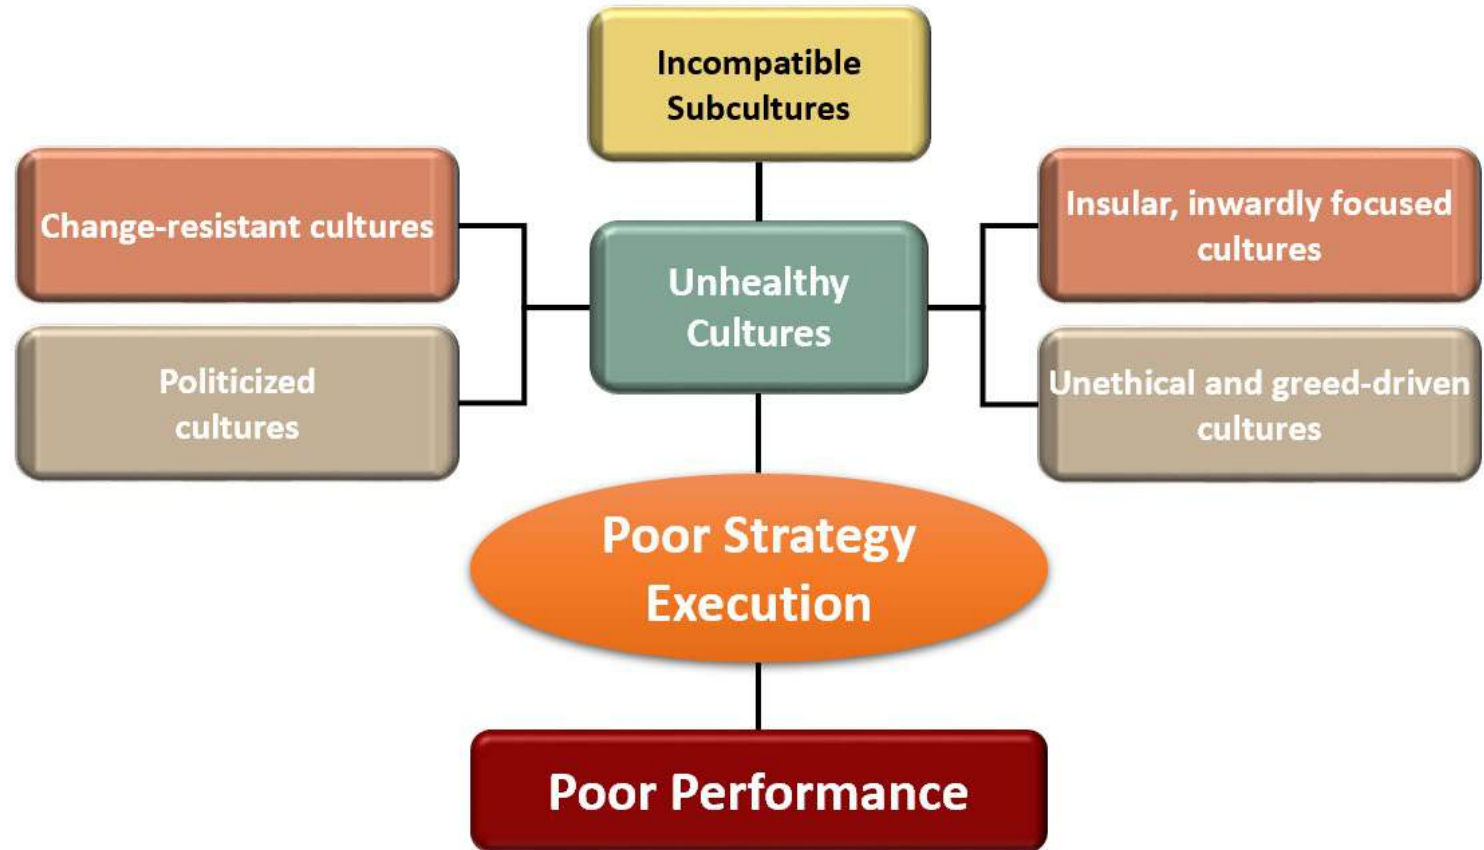 Incompatible
Subcultures
Change-resistant cultures
Insular, inwardly focused
cultures
Unhealthy
Cultures
Politicized
cultures
Unethical and greed-driven
cultures
Poor Strategy
Execution
Poor Performance